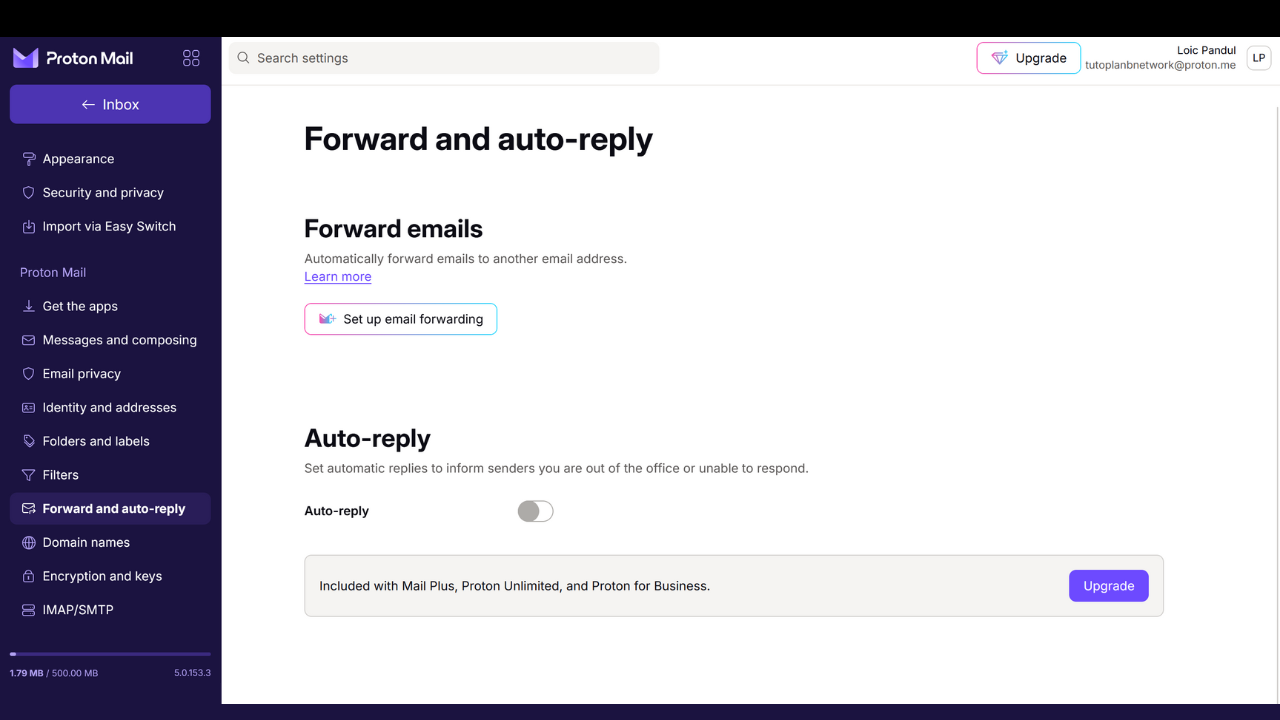 Proton Mail
Search settings
Upgrade
Loic Pandul
tutoplanbnetwork@proton.me
LP
Inbox
Appearance
Security and privacy
Import via Easy Switch
Proton Mail
Get the apps
Messages and composing
Email privacy
Identity and addresses
Folders and labels
Filters
Forward and auto-reply
Domain names
Encryption and keys
IMAP/SMTP
1.79 MB / 500.00 MB
5.0.153.3
Forward and auto-reply
Forward emails
Automatically forward emails to another email address.
Learn more
Set up email forwarding
Auto-reply
Set automatic replies to inform senders you are out of the office or unable to respond.
Auto-reply
Included with Mail Plus, Proton Unlimited, and Proton for Business.
Upgrade